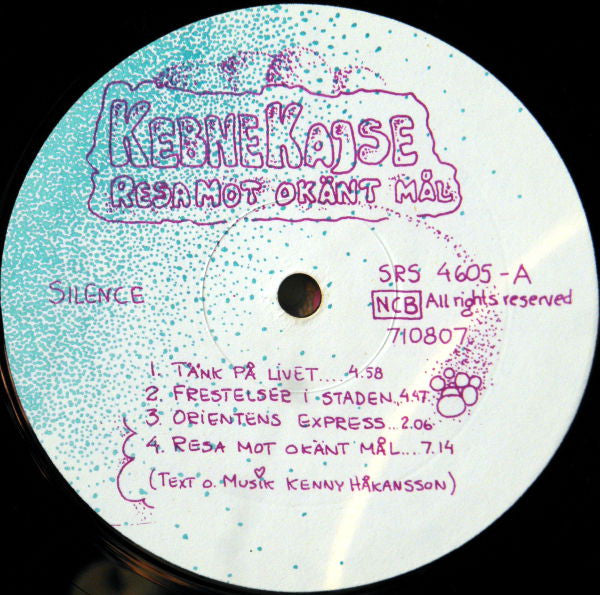 KEBNEKAJSE
RESA MOT OKÄNT MÅL
SILENCE
SRS 4605-A
NCB All rights reserved
710807
1. TÄNK PÅ LIVET....4.58
2. FRESTELSER I STADEN.4.47
3 ORIENTENS EXPRESS...2.06
4. RESA MOT OKÄNT MÅL....7.14
(TEXT O. MUSIK KENNY HÅKANSSON)